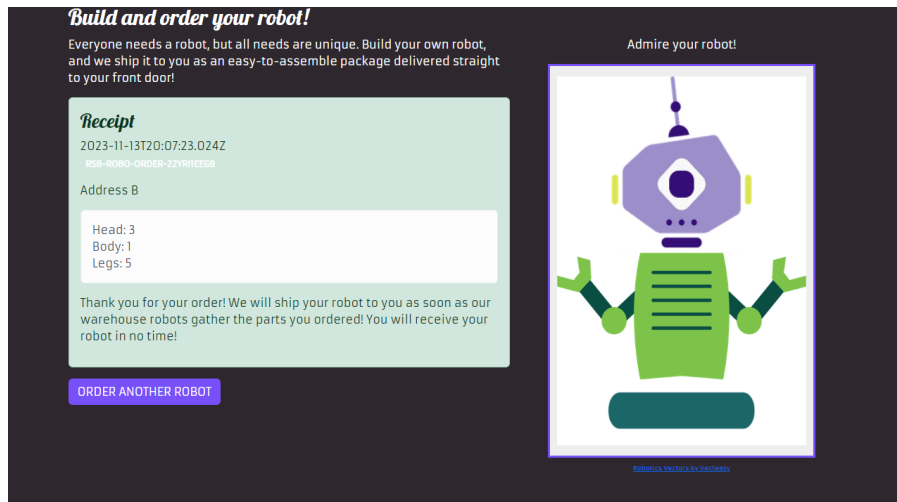 Build and order your robot!
Everyone needs a robot, but all needs are unique. Build your own robot,
and we ship it to you as an easy-to-assemble package delivered straight
to your front door!
Receipt
2023-11-13T20:07:23.024Z
Address B
Head: 3
Body: 1
Legs: 5
Thank you for your order! We will ship your robot to you as soon as our
warehouse robots gather the parts you ordered! You will receive your
robot in no time!
ORDER ANOTHER ROBOT
Admire your robot!
Robotics Vectors by Vecteezy